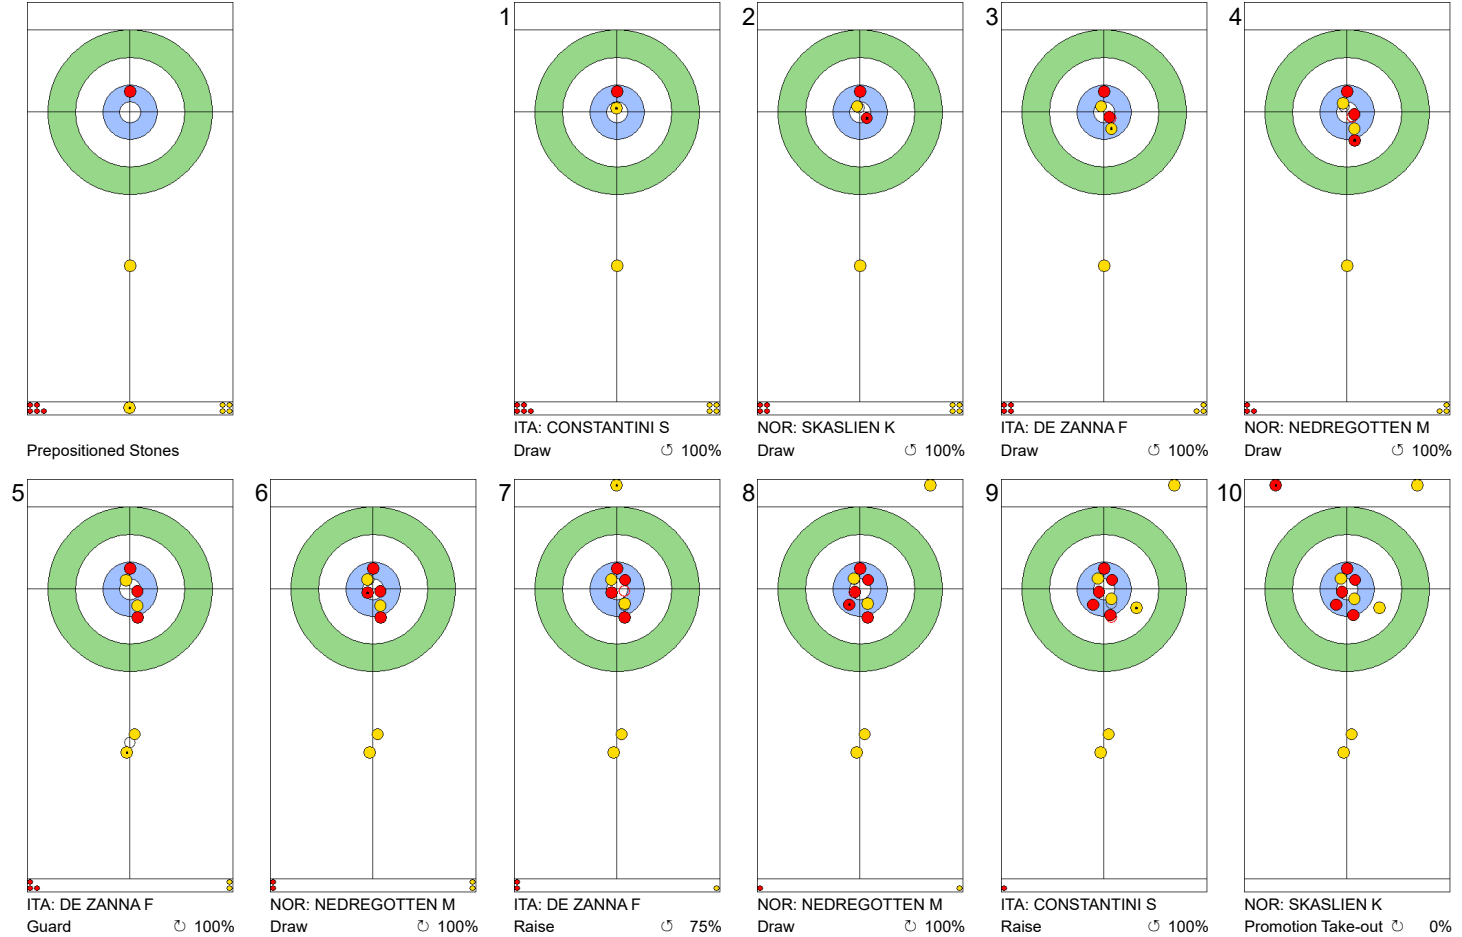 1
2
3
4
Prepositioned Stones
ITA: CONSTANTINI S
Draw 100%
NOR: SKASLIEN K
Draw 100%
ITA: DE ZANNA F
Draw 100%
NOR: NEDREGOTTEN M
Draw 100%
5
6
7
8
9
10
ITA: DE ZANNA F
Guard 100%
NOR: NEDREGOTTEN M
Draw 100%
ITA: DE ZANNA F
Raise 75%
NOR: NEDREGOTTEN M
Draw 100%
ITA: CONSTANTINI S
Raise 100%
NOR: SKASLIEN K
Promotion Take-out 0%